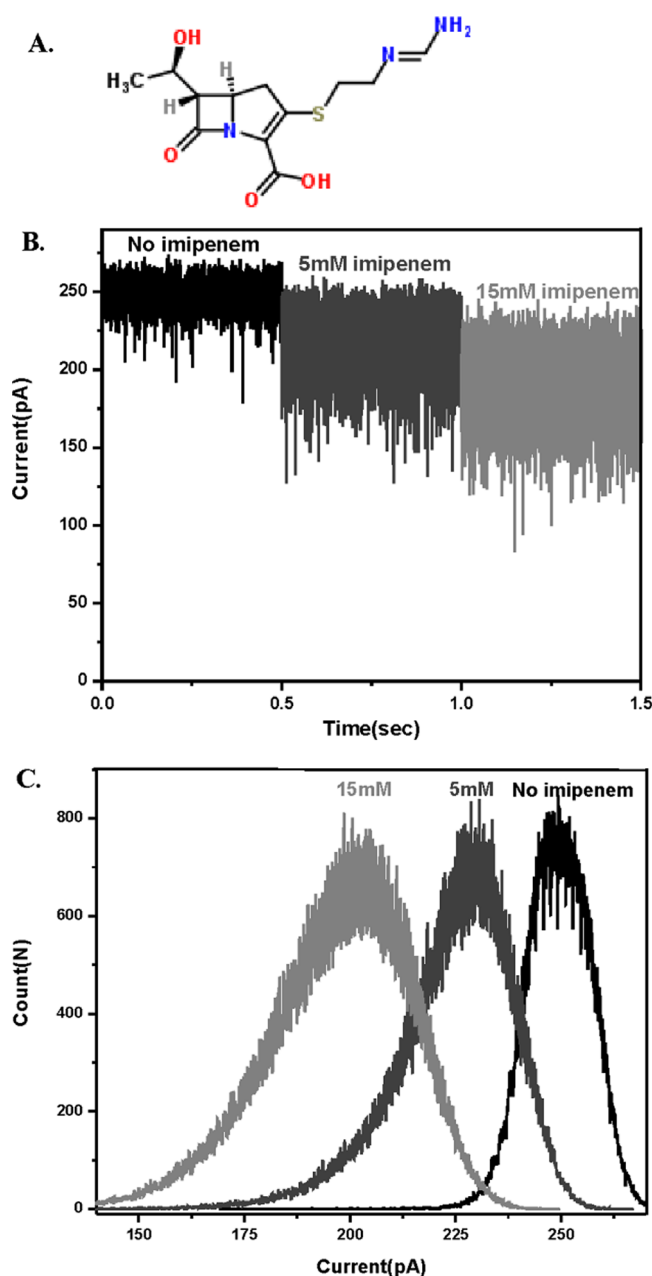 A.
OH
H
H₃C
H
N
O
O
OH
S
N
NH₂
B.
No imipenem
5mM imipenem
15mM imipenem
Current(pA)
250
200
150
100
50
0
0.0 0.5 1.0 1.5
Time(sec)
C.
15mM 5mM No imipenem
Count(N)
800
600
400
200
0
150 175 200 225 250
Current(pA)